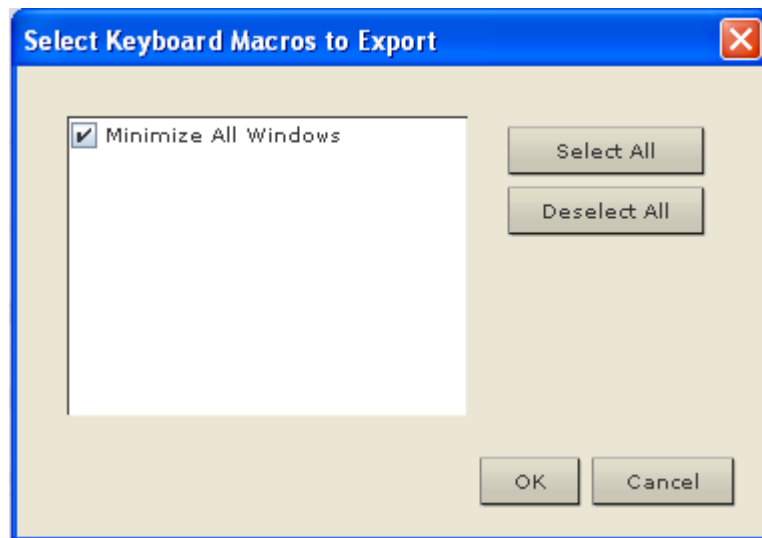 Select Keyboard Macros to Export
Minimize All Windows
Select All
Deselect All
OK
Cancel